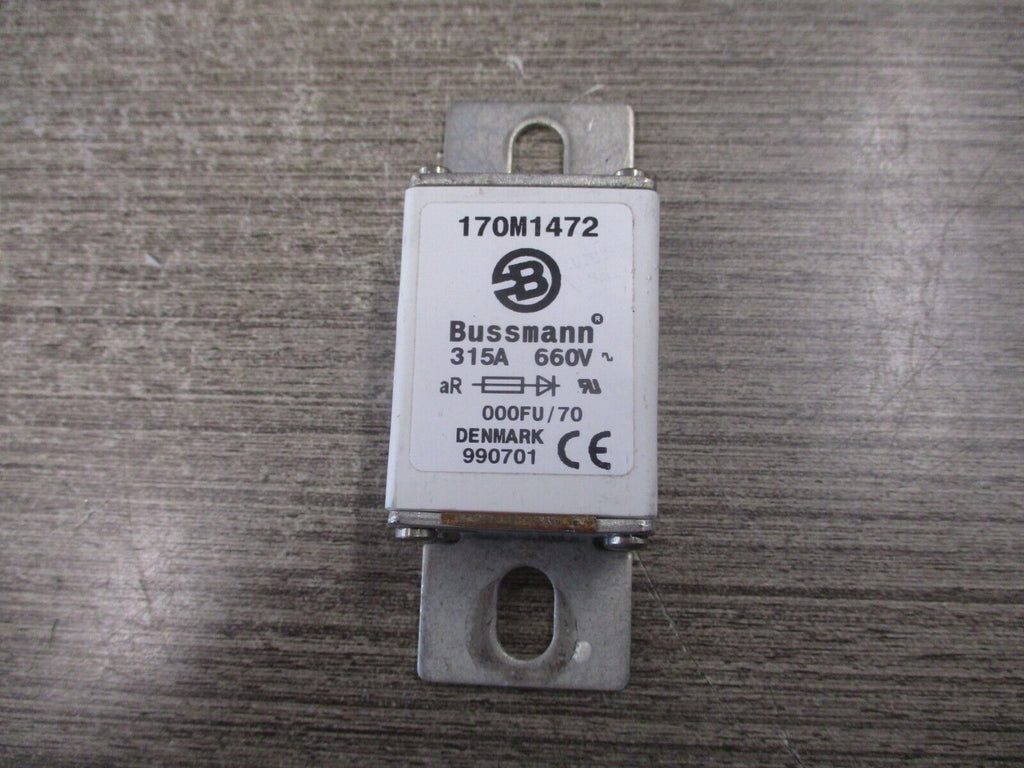 170M1472
B
Bussmann®
315A 660V ~
aR
000FU/70
DENMARK CE
990701